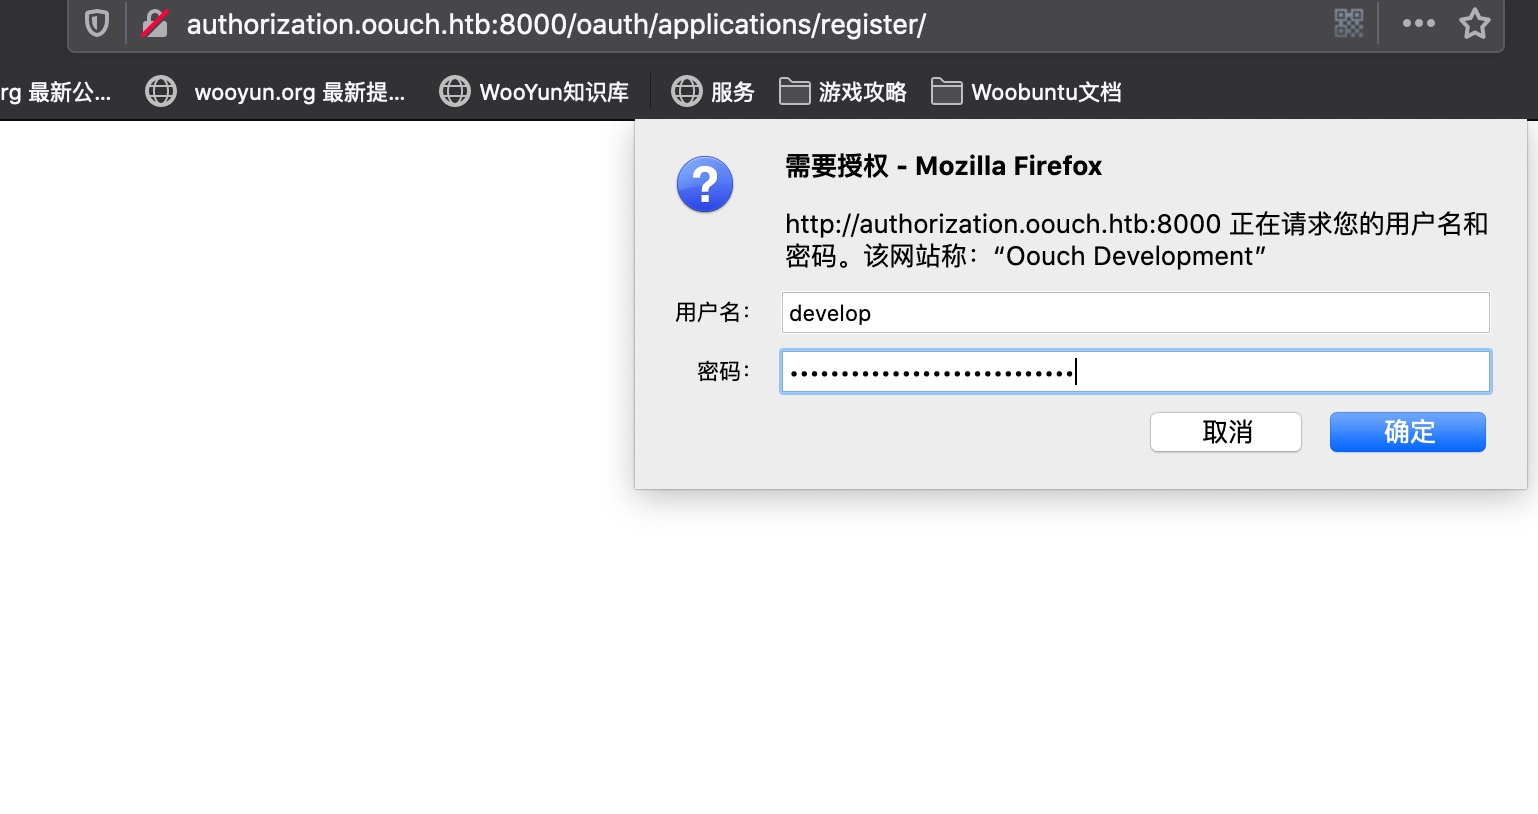 authorization.oouch.htb:8000/oauth/applications/register/
rg 最新公... wooyun.org 最新提... WooYun知识库 服务 游戏攻略 Woobuntu文档
需要授权 - Mozilla Firefox
http://authorization.oouch.htb:8000 正在请求您的用户名和
密码。该网站称：“Oouch Development”
用户名： develop
密码： ••••••••••••••••••••••••••••
取消 确定